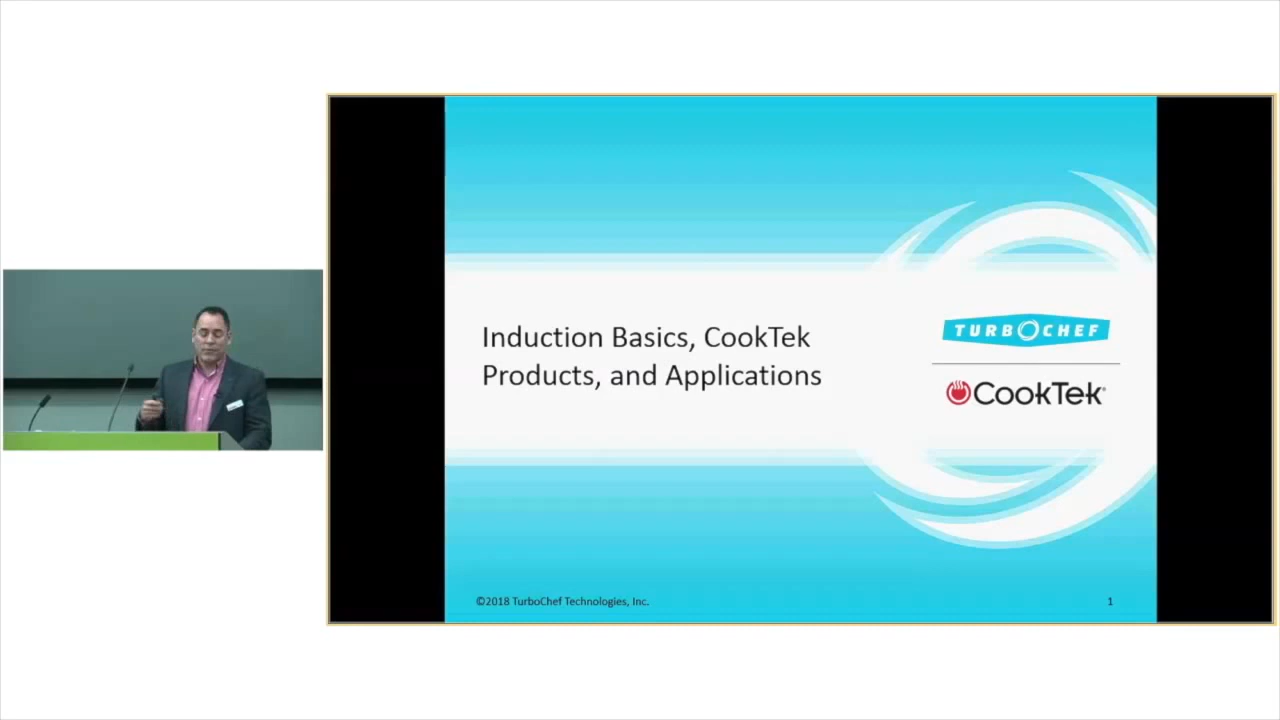 Induction Basics, CookTek
Products, and Applications
TURBOCHEF
CookTek®
©2018 TurboChef Technologies, Inc.
1